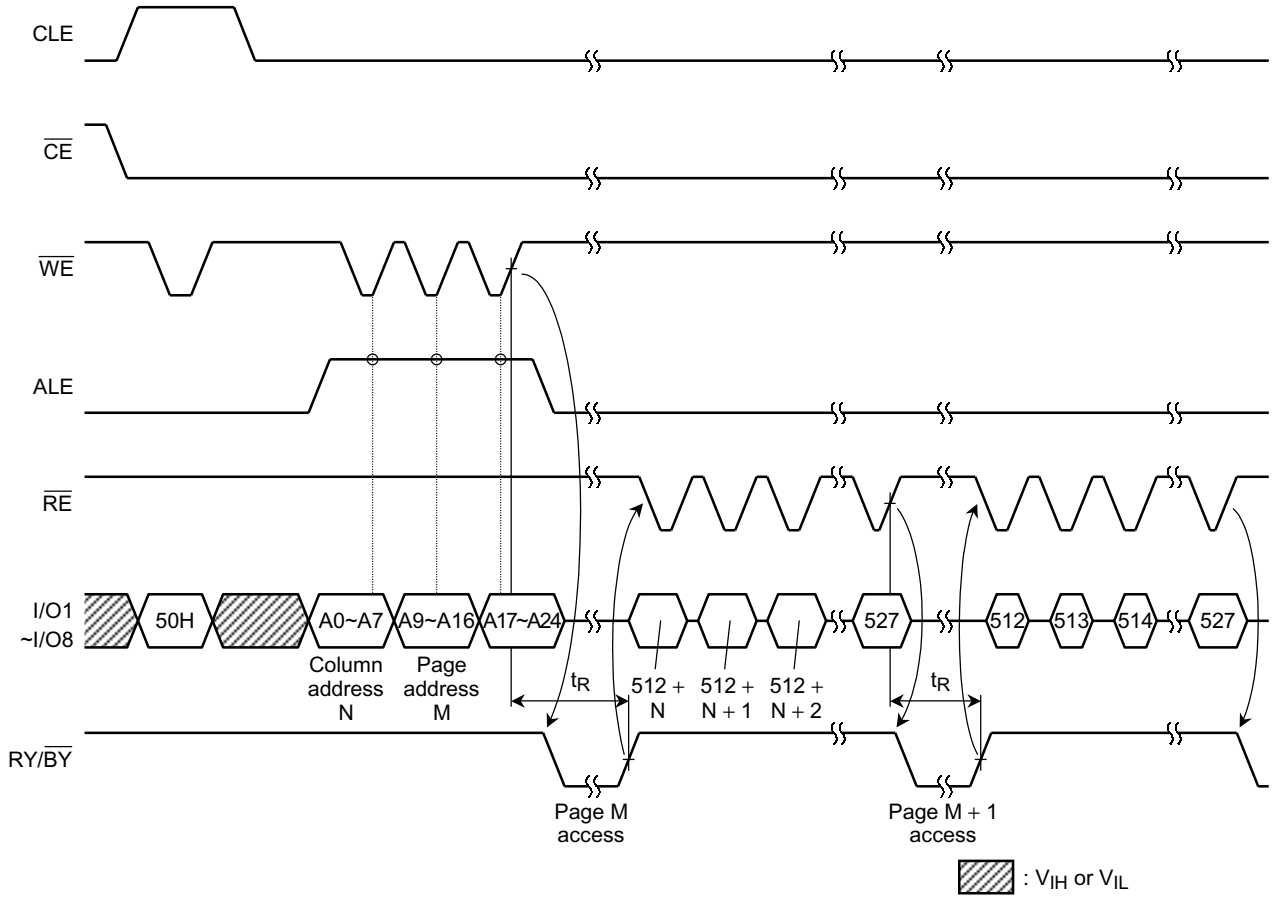 CLE
CE
WE
ALE
RE
I/O1
~I/O8
50H
A0~A7
A9~A16
A17~A24
527
512
513
514
527
Column
address
N
Page
address
M
tR
512 +
N
512 +
N + 1
512 +
N + 2
tR
RY/BY
Page M
access
Page M + 1
access
: VIH or VIL